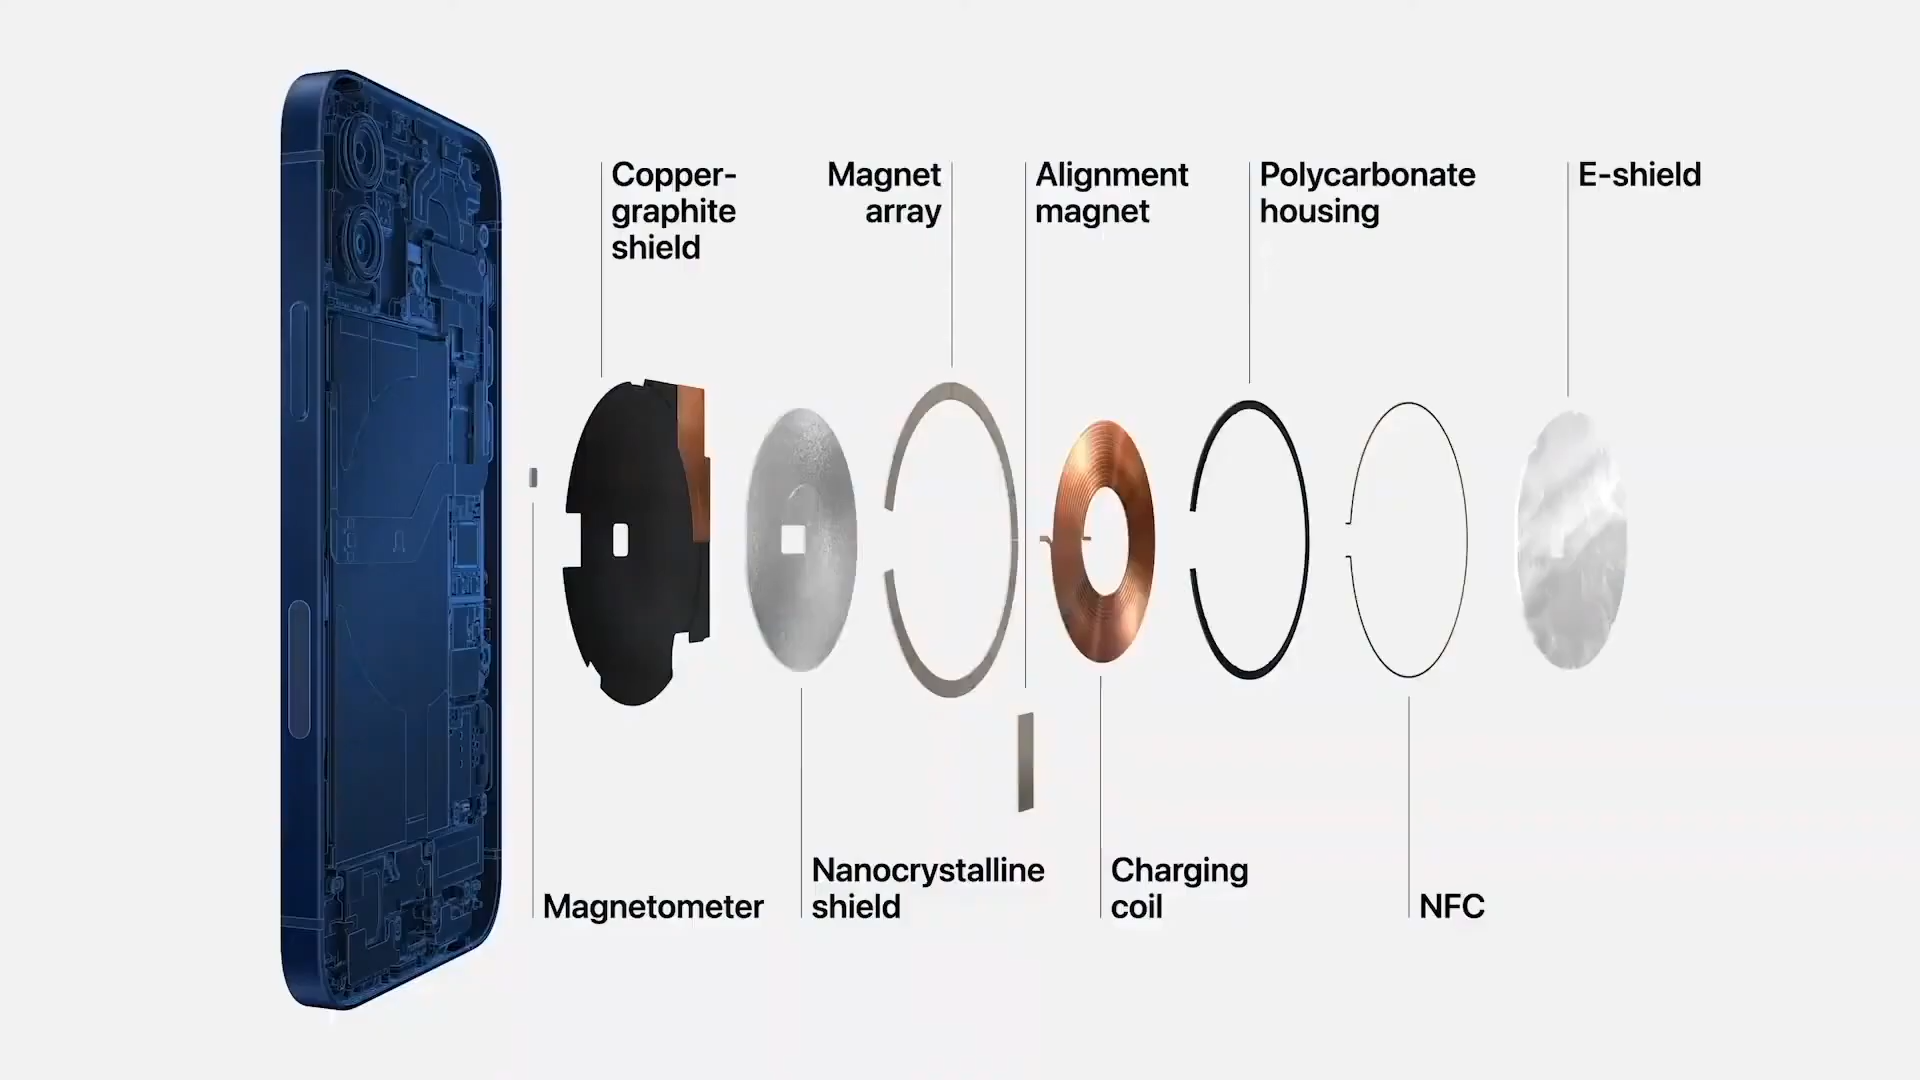 Copper-
graphite
shield
Magnet
array
Alignment
magnet
Polycarbonate
housing
E-shield
Magnetometer
Nanocrystalline
shield
Charging
coil
NFC